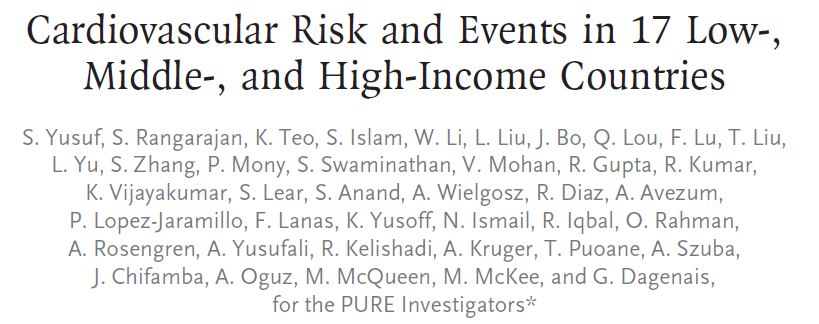 Cardiovascular Risk and Events in 17 Low-,
Middle-, and High-Income Countries
S. Yusuf, S. Rangarajan, K. Teo, S. Islam, W. Li, L. Liu, J. Bo, Q. Lou, F. Lu, T. Liu,
L. Yu, S. Zhang, P. Mony, S. Swaminathan, V. Mohan, R. Gupta, R. Kumar,
K. Vijayakumar, S. Lear, S. Anand, A. Wielgosz, R. Diaz, A. Avezum,
P. Lopez-Jaramillo, F. Lanas, K. Yusoff, N. Ismail, R. Iqbal, O. Rahman,
A. Rosengren, A. Yusufali, R. Kelishadi, A. Kruger, T. Puoane, A. Szuba,
J. Chifamba, A. Oguz, M. McQueen, M. McKee, and G. Dagenais,
for the PURE Investigators*